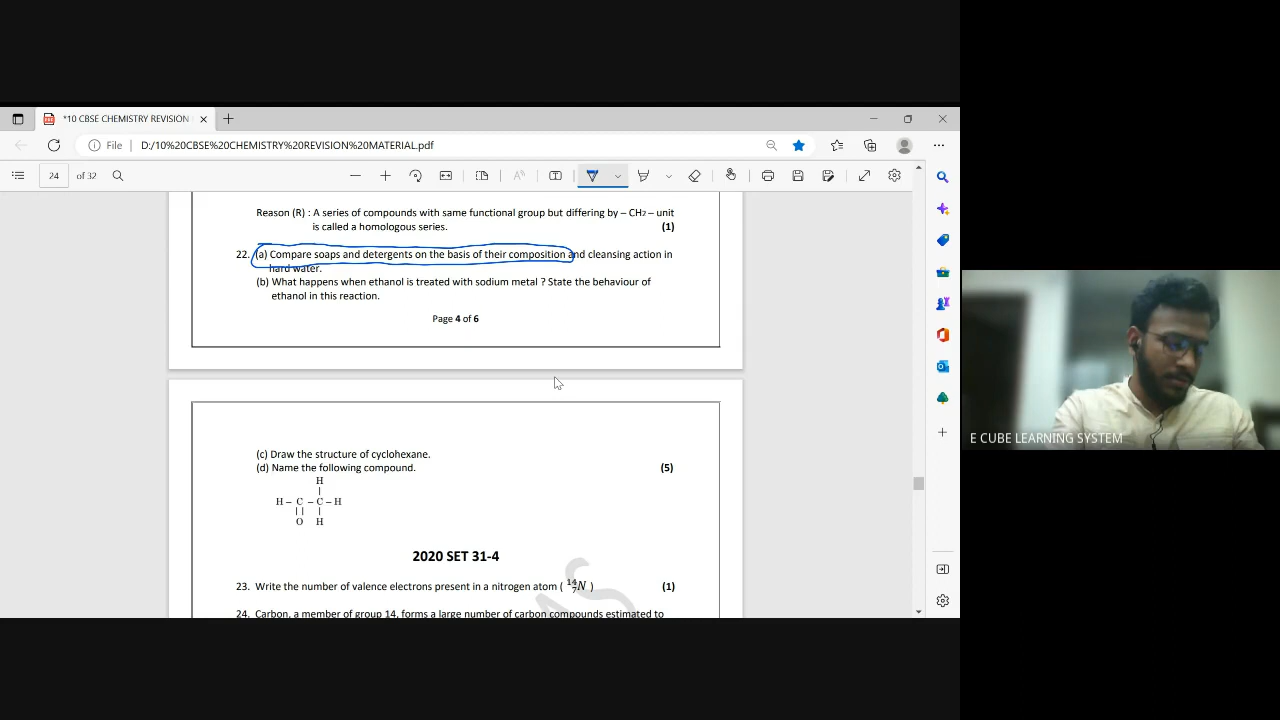 *10 CBSE CHEMISTRY REVISION
File D:/10%20CBSE%20CHEMISTRY%20REVISION%20MATERIAL.pdf
24 of 32
Reason (R) : A series of compounds with same functional group but differing by – CH2 – unit
is called a homologous series. (1)
22. (a) Compare soaps and detergents on the basis of their composition and cleansing action in
hard water.
(b) What happens when ethanol is treated with sodium metal ? State the behaviour of
ethanol in this reaction.
Page 4 of 6
(c) Draw the structure of cyclohexane.
(d) Name the following compound. (5)
H
H – C – C – H
O H
2020 SET 31-4
23. Write the number of valence electrons present in a nitrogen atom ( 14 7 N ) (1)
24. Carbon, a member of group 14, forms a large number of carbon compounds estimated to
E CUBE LEARNING SYSTEM